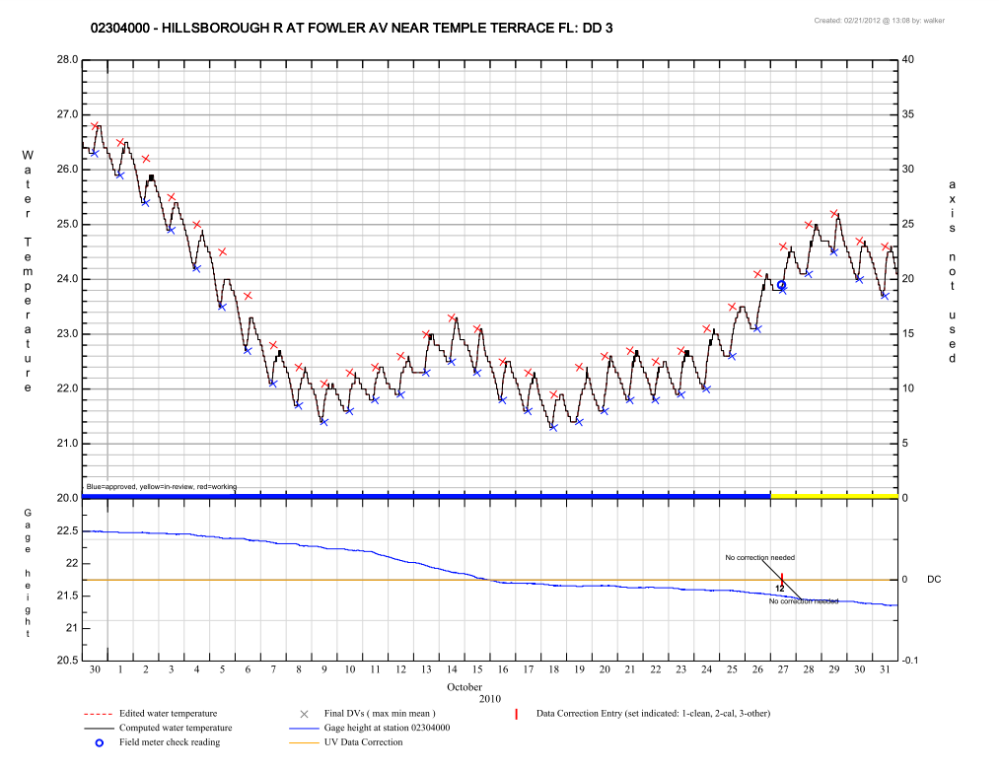 Created: 02/21/2012 @ 13:08 by: walker
02304000 - HILLSBOROUGH R AT FOWLER AV NEAR TEMPLE TERRACE FL: DD 3
Water Temperature
28.0
27.0
26.0
25.0
24.0
23.0
22.0
21.0
20.0
40
35
30
25
20
15
10
5
0
axis not used
Blue=approved, yellow=in-review, red=working
Gage height
22.5
22
21.5
21
20.5
0
-0.1
DC
No correction needed
12
No correction needed
30 1 2 3 4 5 6 7 8 9 10 11 12 13 14 15 16 17 18 19 20 21 22 23 24 25 26 27 28 29 30 31
October
2010
Edited water temperature
Computed water temperature
Field meter check reading
Final DVs ( max min mean )
Gage height at station 02304000
UV Data Correction
Data Correction Entry (set indicated: 1-clean, 2-cal, 3-other)